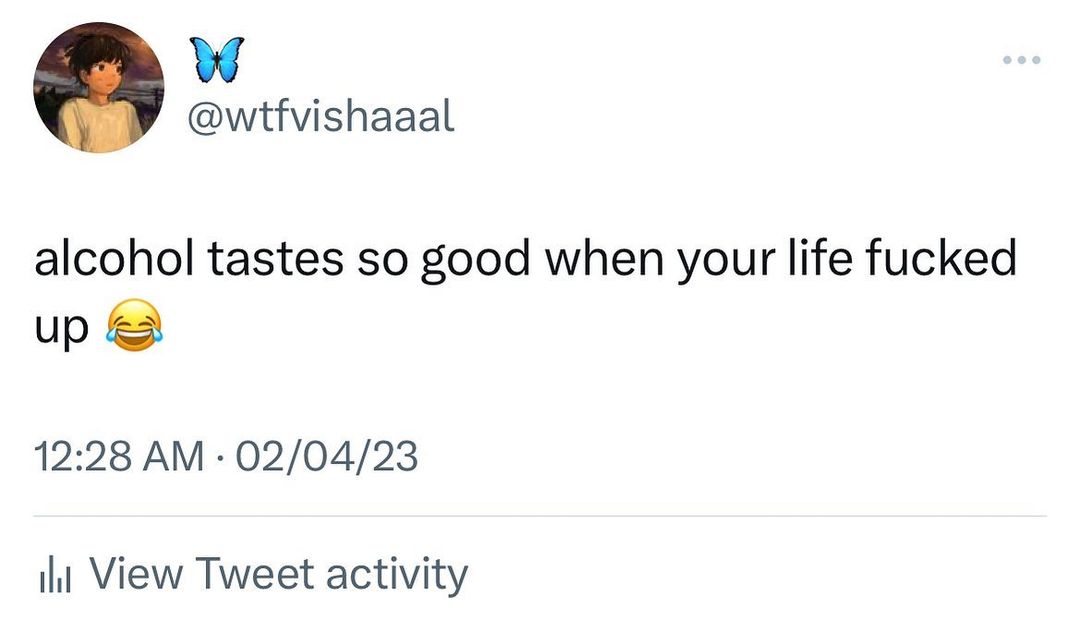 🦋
@wtfvishaaal
alcohol tastes so good when your life fucked
up 😂
12:28 AM · 02/04/23
View Tweet activity